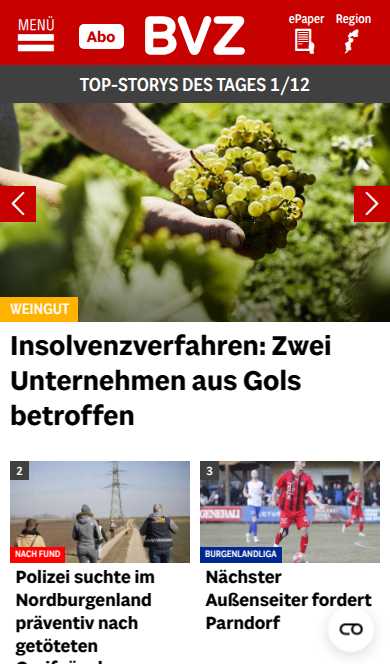 MENÜ
Abo
BVZ
ePaper
Region
TOP-STORYS DES TAGES 1/12
WEINGUT
Insolvenzverfahren: Zwei
Unternehmen aus Gols
betroffen
2
NACH FUND
Polizei suchte im
Nordburgenland
präventiv nach
getöteten
3
GENERALI
BURGENLANDLIGA
Nächster
Außenseiter fordert
Parndorf